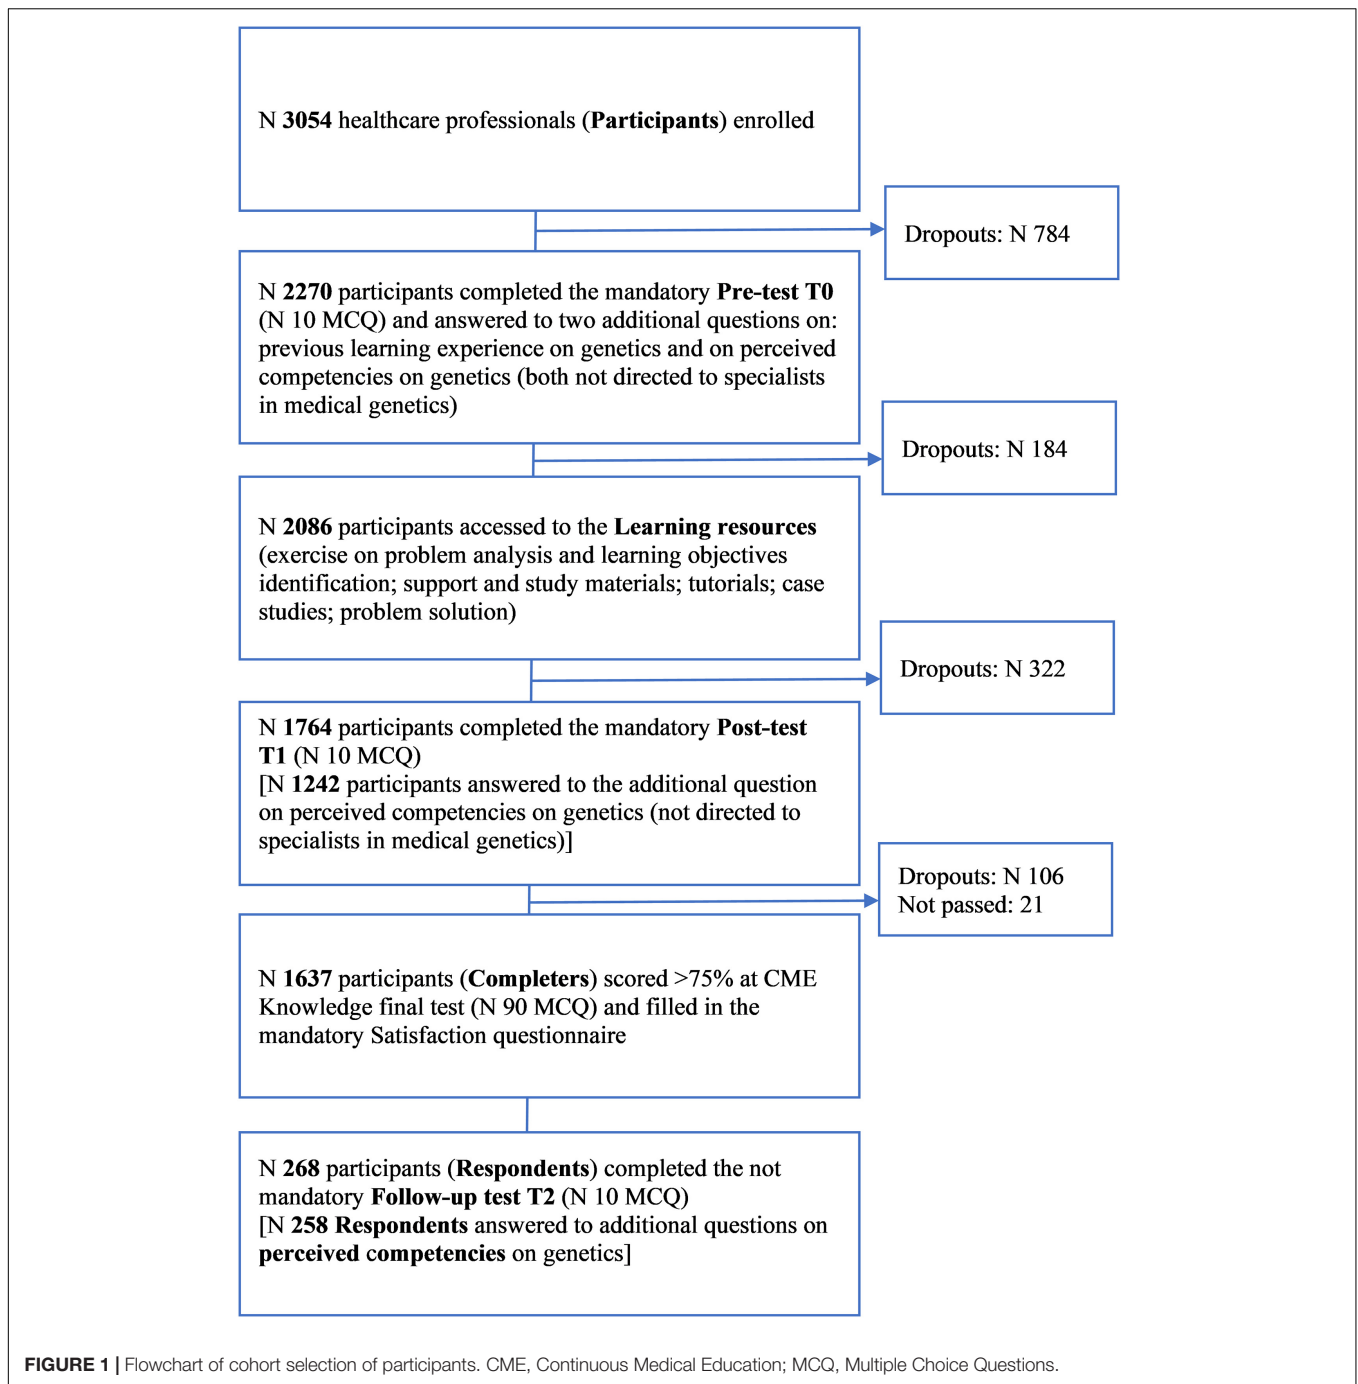 N 3054 healthcare professionals (Participants) enrolled
Dropouts: N 784
N 2270 participants completed the mandatory Pre-test T0
(N 10 MCQ) and answered to two additional questions on:
previous learning experience on genetics and on perceived
competencies on genetics (both not directed to specialists
in medical genetics)
Dropouts: N 184
N 2086 participants accessed to the Learning resources
(exercise on problem analysis and learning objectives
identification; support and study materials; tutorials; case
studies; problem solution)
Dropouts: N 322
N 1764 participants completed the mandatory Post-test
T1 (N 10 MCQ)
[N 1242 participants answered to the additional question
on perceived competencies on genetics (not directed to
specialists in medical genetics)]
Dropouts: N 106
Not passed: 21
N 1637 participants (Completers) scored >75% at CME
Knowledge final test (N 90 MCQ) and filled in the
mandatory Satisfaction questionnaire
N 268 participants (Respondents) completed the not
mandatory Follow-up test T2 (N 10 MCQ)
[N 258 Respondents answered to additional questions on
perceived competencies on genetics]
FIGURE 1 | Flowchart of cohort selection of participants. CME, Continuous Medical Education; MCQ, Multiple Choice Questions.